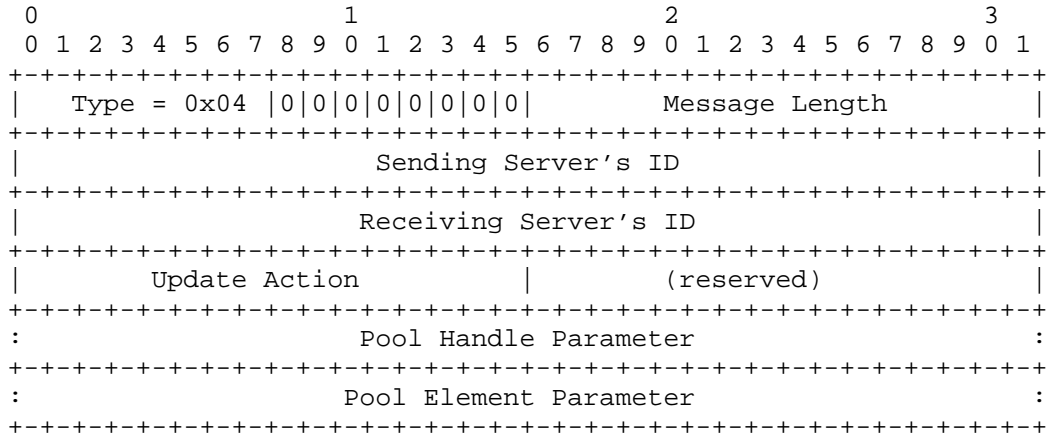 0                   1                   2                   3
 0 1 2 3 4 5 6 7 8 9 0 1 2 3 4 5 6 7 8 9 0 1 2 3 4 5 6 7 8 9 0 1
+-+-+-+-+-+-+-+-+-+-+-+-+-+-+-+-+-+-+-+-+-+-+-+-+-+-+-+-+-+-+-+-+
|   Type = 0x04 |0|0|0|0|0|0|0|0|        Message Length         |
+-+-+-+-+-+-+-+-+-+-+-+-+-+-+-+-+-+-+-+-+-+-+-+-+-+-+-+-+-+-+-+-+
|                      Sending Server's ID                      |
+-+-+-+-+-+-+-+-+-+-+-+-+-+-+-+-+-+-+-+-+-+-+-+-+-+-+-+-+-+-+-+-+
|                     Receiving Server's ID                     |
+-+-+-+-+-+-+-+-+-+-+-+-+-+-+-+-+-+-+-+-+-+-+-+-+-+-+-+-+-+-+-+-+
|        Update Action          |        (reserved)             |
+-+-+-+-+-+-+-+-+-+-+-+-+-+-+-+-+-+-+-+-+-+-+-+-+-+-+-+-+-+-+-+-+
:                     Pool Handle Parameter                     :
+-+-+-+-+-+-+-+-+-+-+-+-+-+-+-+-+-+-+-+-+-+-+-+-+-+-+-+-+-+-+-+-+
:                    Pool Element Parameter                     :
+-+-+-+-+-+-+-+-+-+-+-+-+-+-+-+-+-+-+-+-+-+-+-+-+-+-+-+-+-+-+-+-+